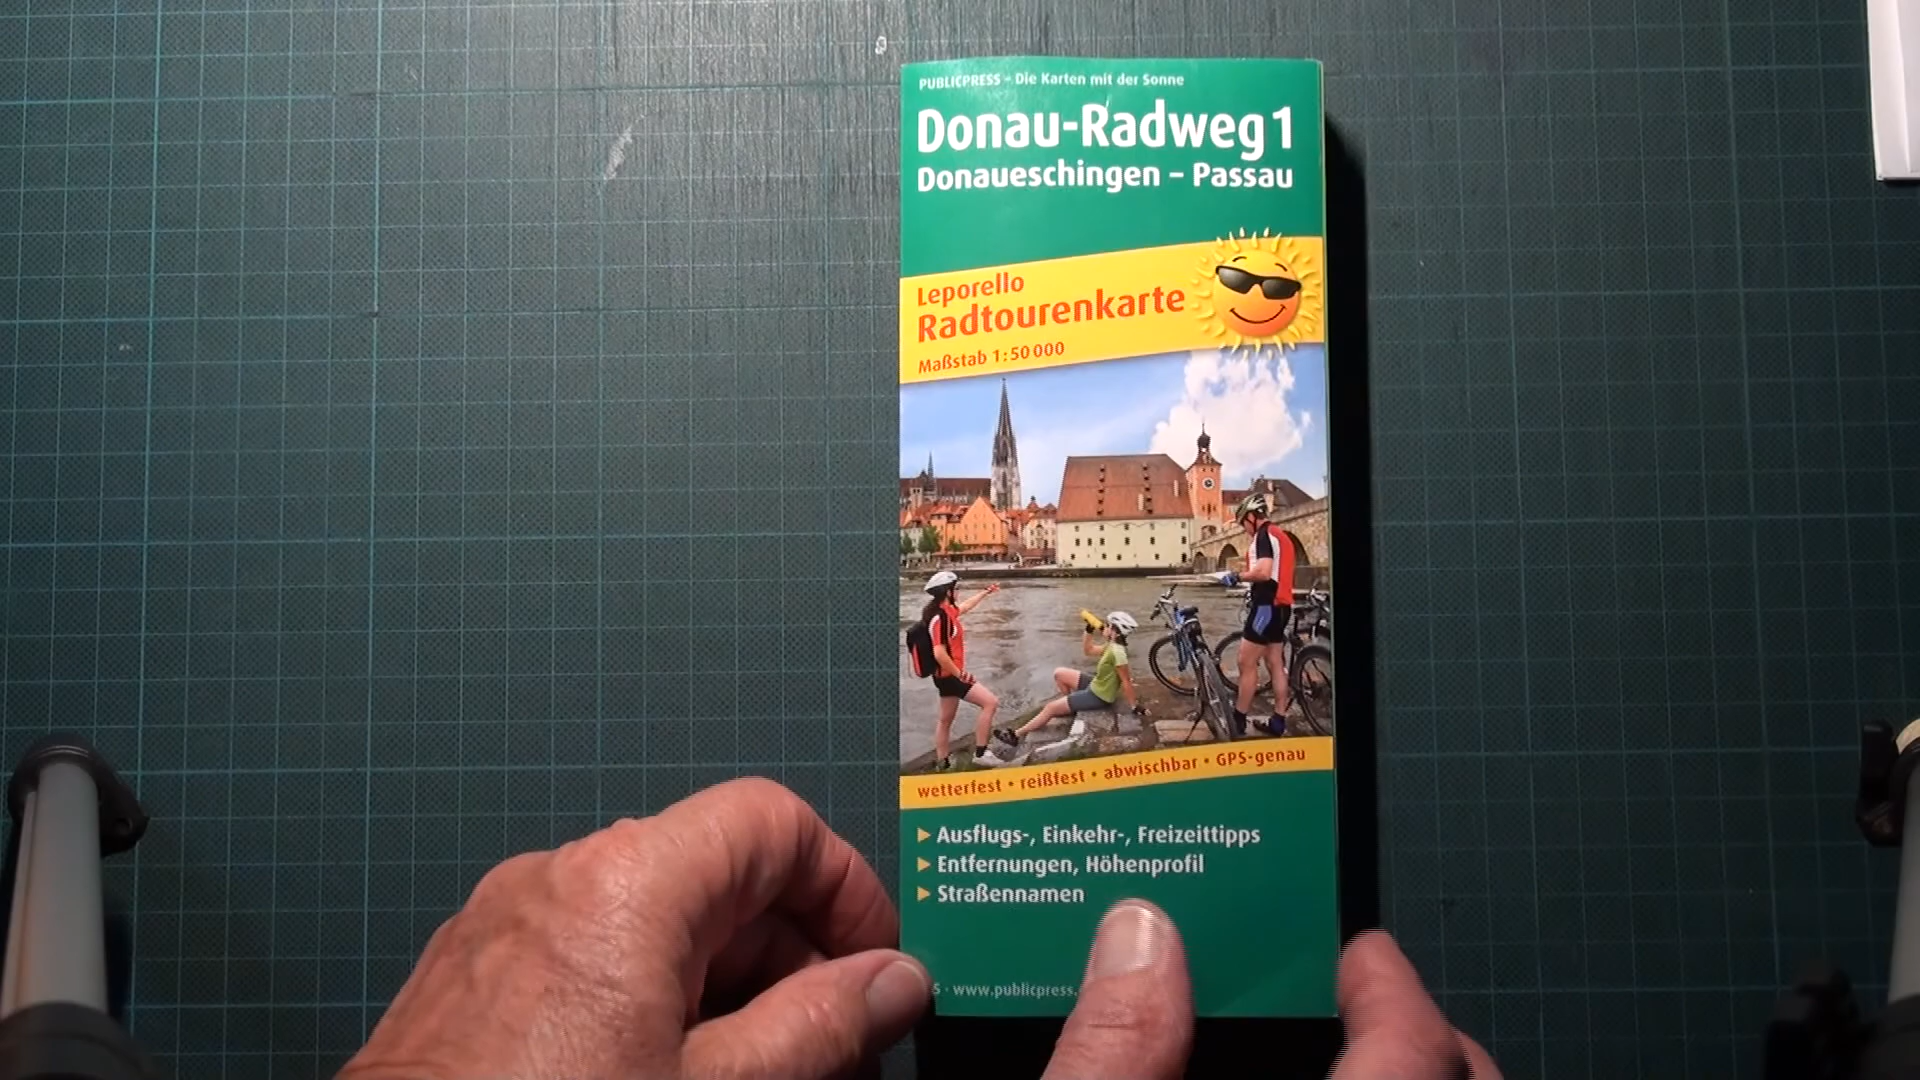 PUBLICPRESS – Die Karten mit der Sonne
Donau-Radweg 1
Donaueschingen – Passau
Leporello
Radtourenkarte
Maßstab 1:50 000
wetterfest • reißfest • abwischbar • GPS-genau
Ausflugs-, Einkehr-, Freizeittipps
Entfernungen, Höhenprofil
Straßennamen
S · www.publicpress.